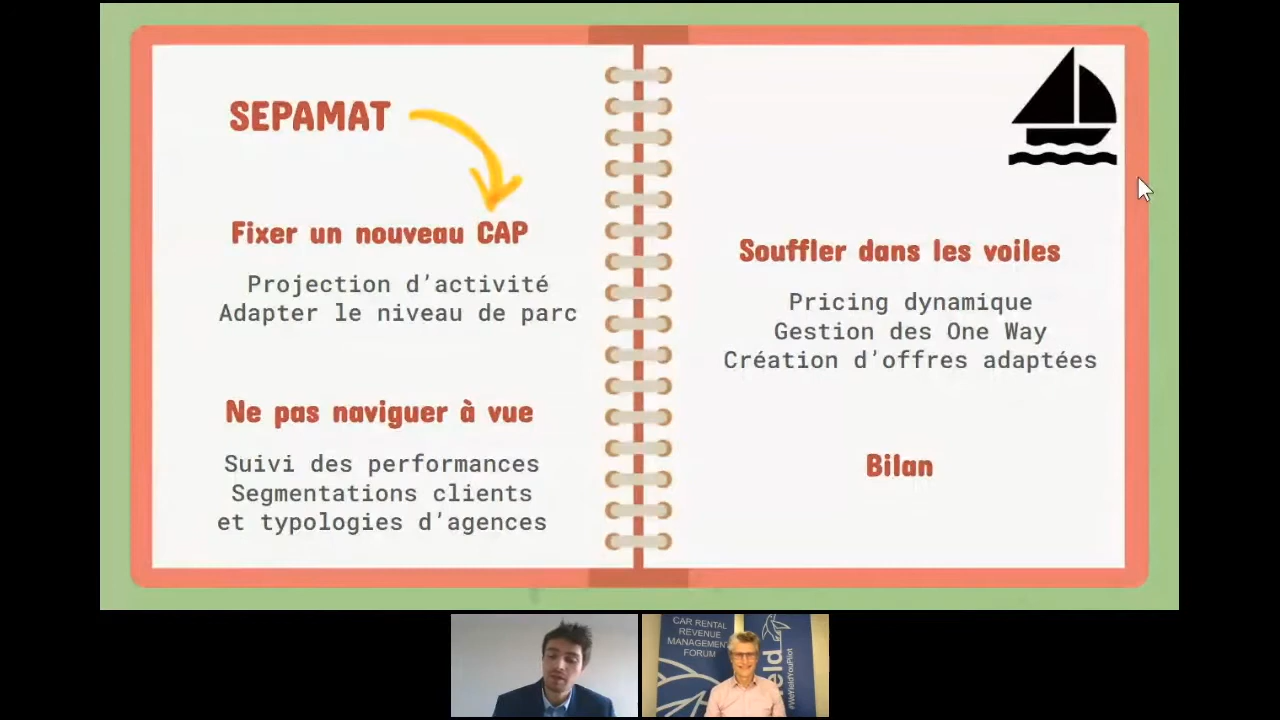 SEPAMAT
Fixer un nouveau CAP
Projection d'activité
Adapter le niveau de parc
Ne pas naviguer à vue
Suivi des performances
Segmentations clients
et typologies d'agences
Souffler dans les voiles
Pricing dynamique
Gestion des One Way
Création d'offres adaptées
Bilan
CAR RENTAL
REVENUE
MANAGEMENT
FORUM
#WeYieldYouPilot